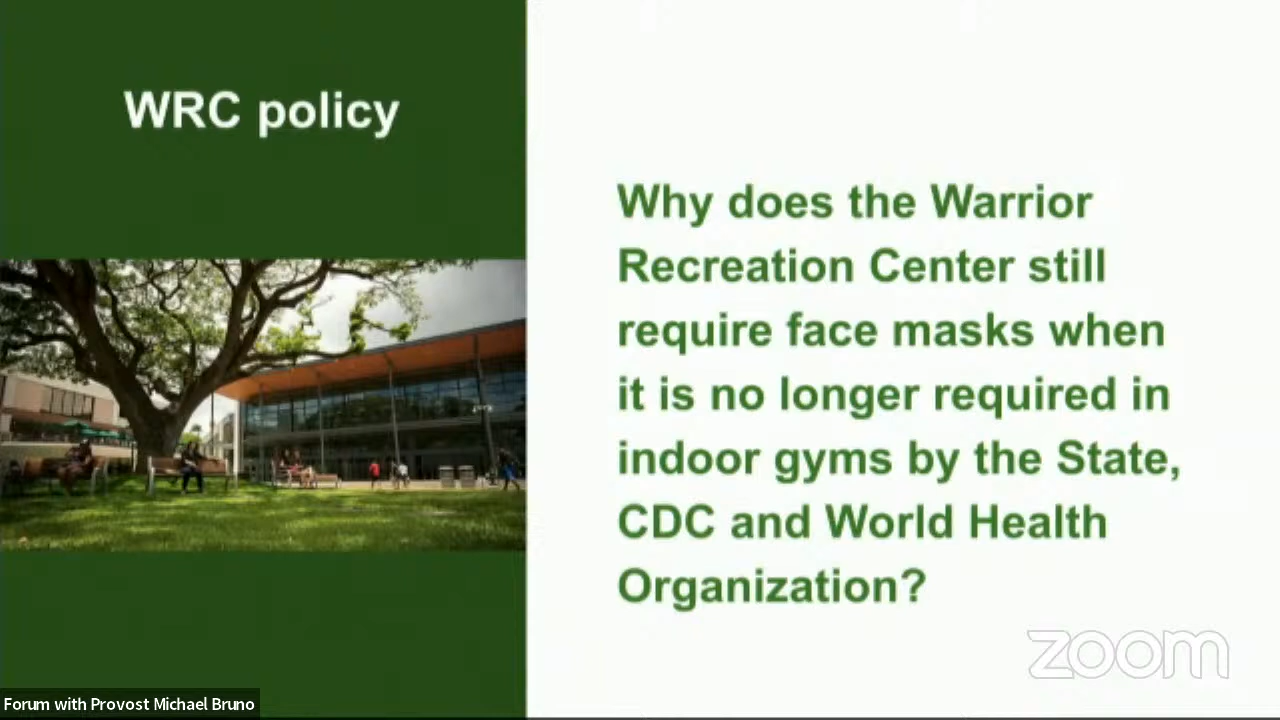 WRC policy
Why does the Warrior
Recreation Center still
require face masks when
it is no longer required in
indoor gyms by the State,
CDC and World Health
Organization?
zoom
Forum with Provost Michael Bruno